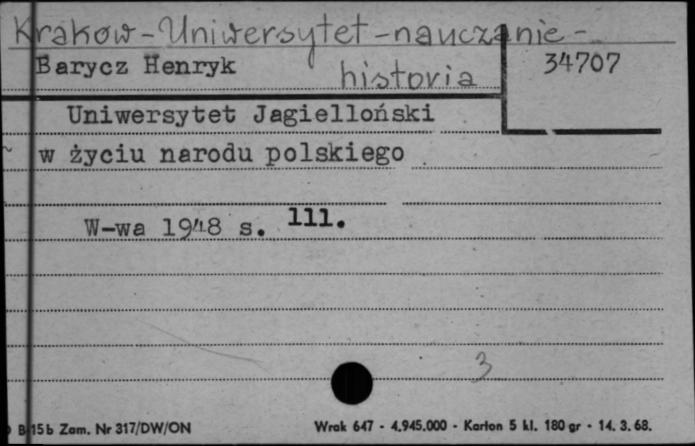 Kraków-Uniwersytet-nauczanie-
historia
Barycz Henryk
34707
Uniwersytet Jagielloński
w życiu narodu polskiego
W-wa 1948 s. 111.
3
B 15b Zam. Nr 317/DW/ON
Wrak 647 - 4.945.000 - Karton 5 kl. 180 gr - 14. 3. 68.